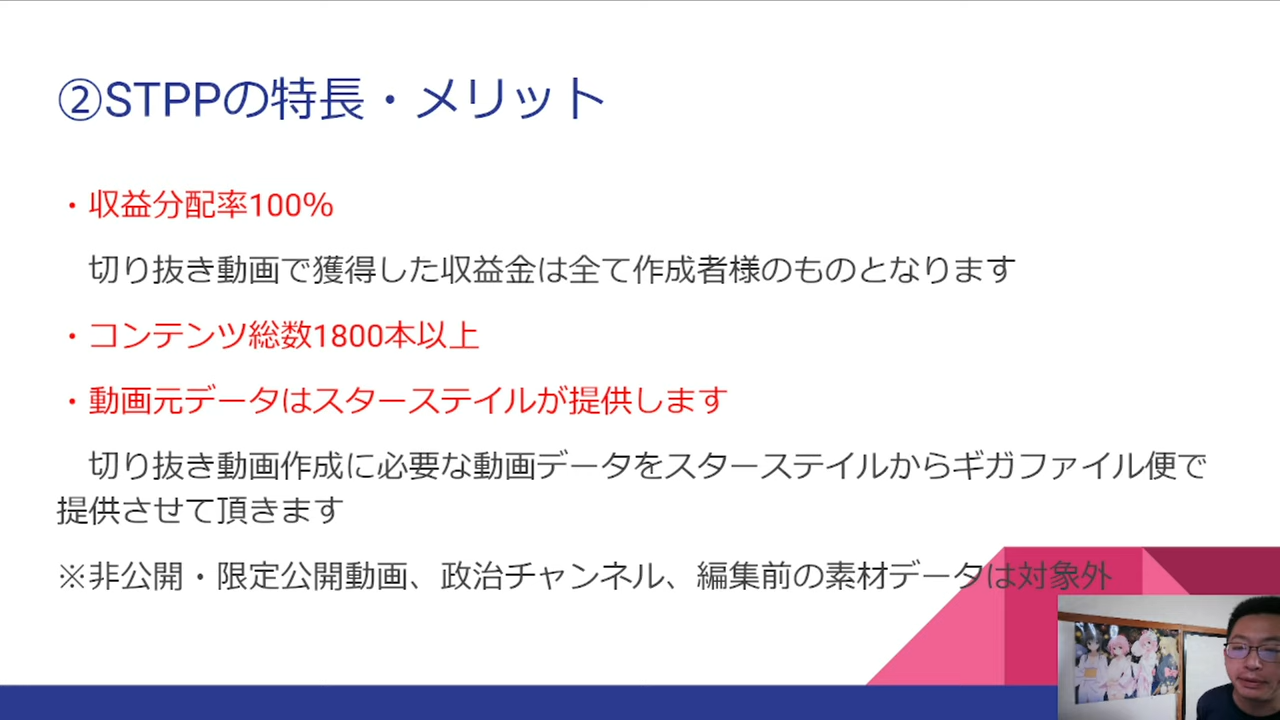 ②STPPの特長・メリット
・収益分配率100%
切り抜き動画で獲得した収益金は全て作成者様のものとなります
・コンテンツ総数1800本以上
・動画元データはスターステイルが提供します
切り抜き動画作成に必要な動画データをスターステイルからギガファイル便で
提供させて頂きます
※非公開・限定公開動画、政治チャンネル、編集前の素材データは対象外